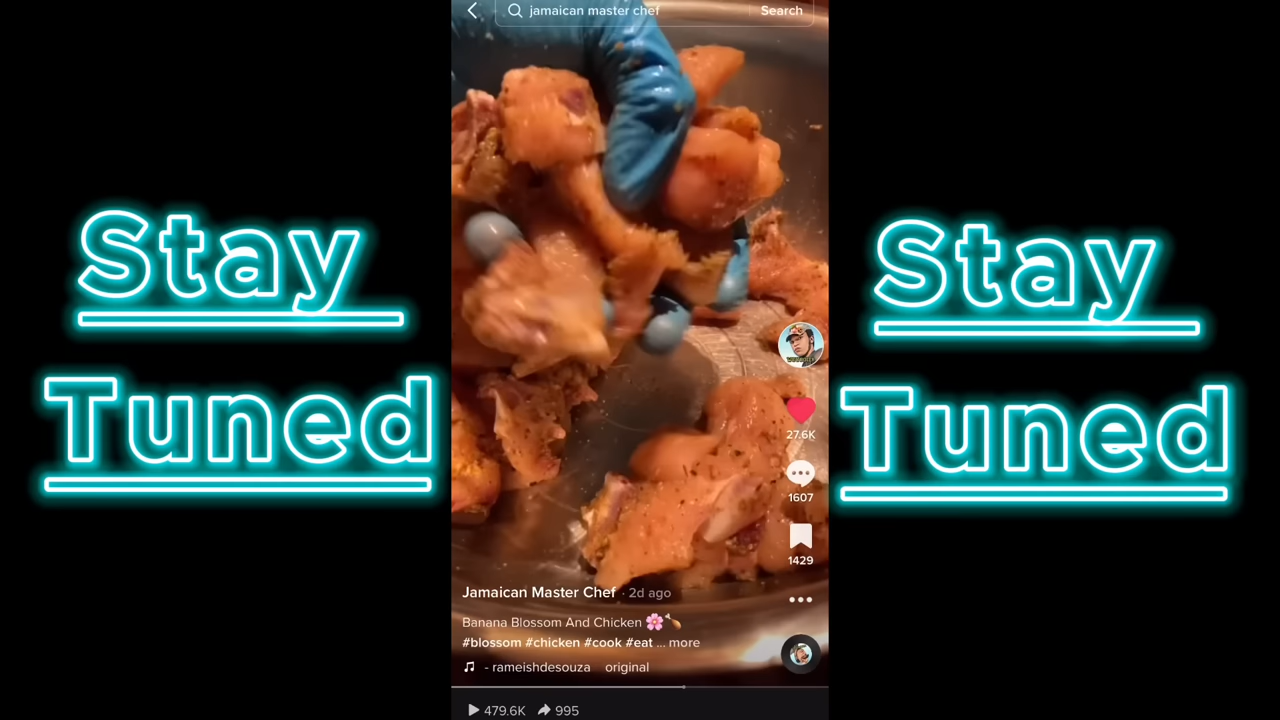 jamaican master chef
Search
Stay
Tuned
Stay
Tuned
27.6K
1607
1429
Jamaican Master Chef · 2d ago
Banana Blossom And Chicken 🌸🍗
#blossom #chicken #cook #eat ... more
- rameishdesouza original
479.6K 995